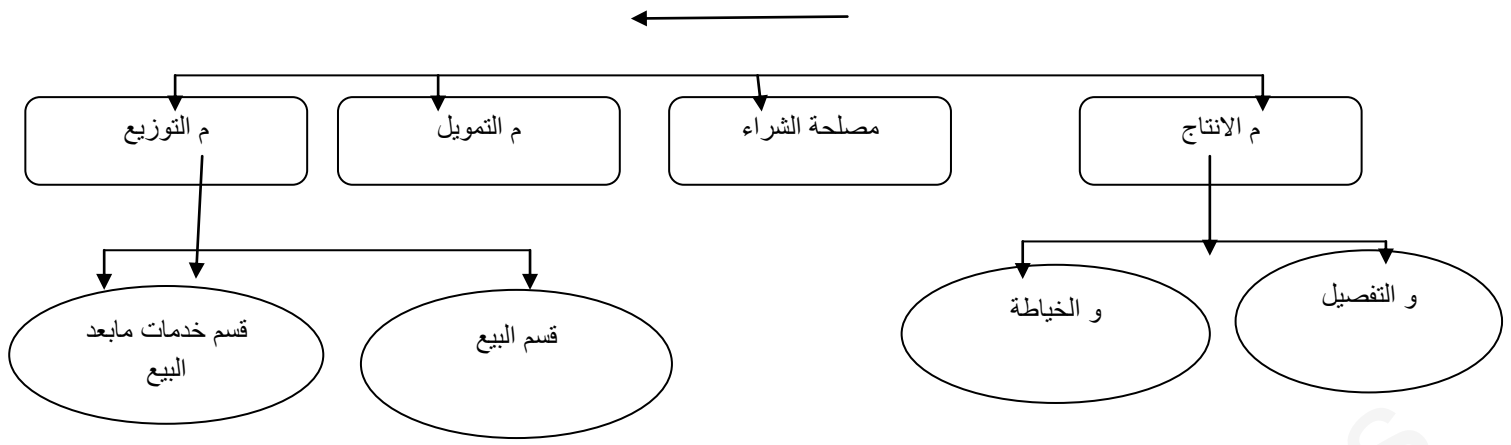 م الانتاج
مصلحة الشراء
م التمويل
م التوزيع
و التفصيل
و الخياطة
قسم البيع
قسم خدمات مابعد
البيع